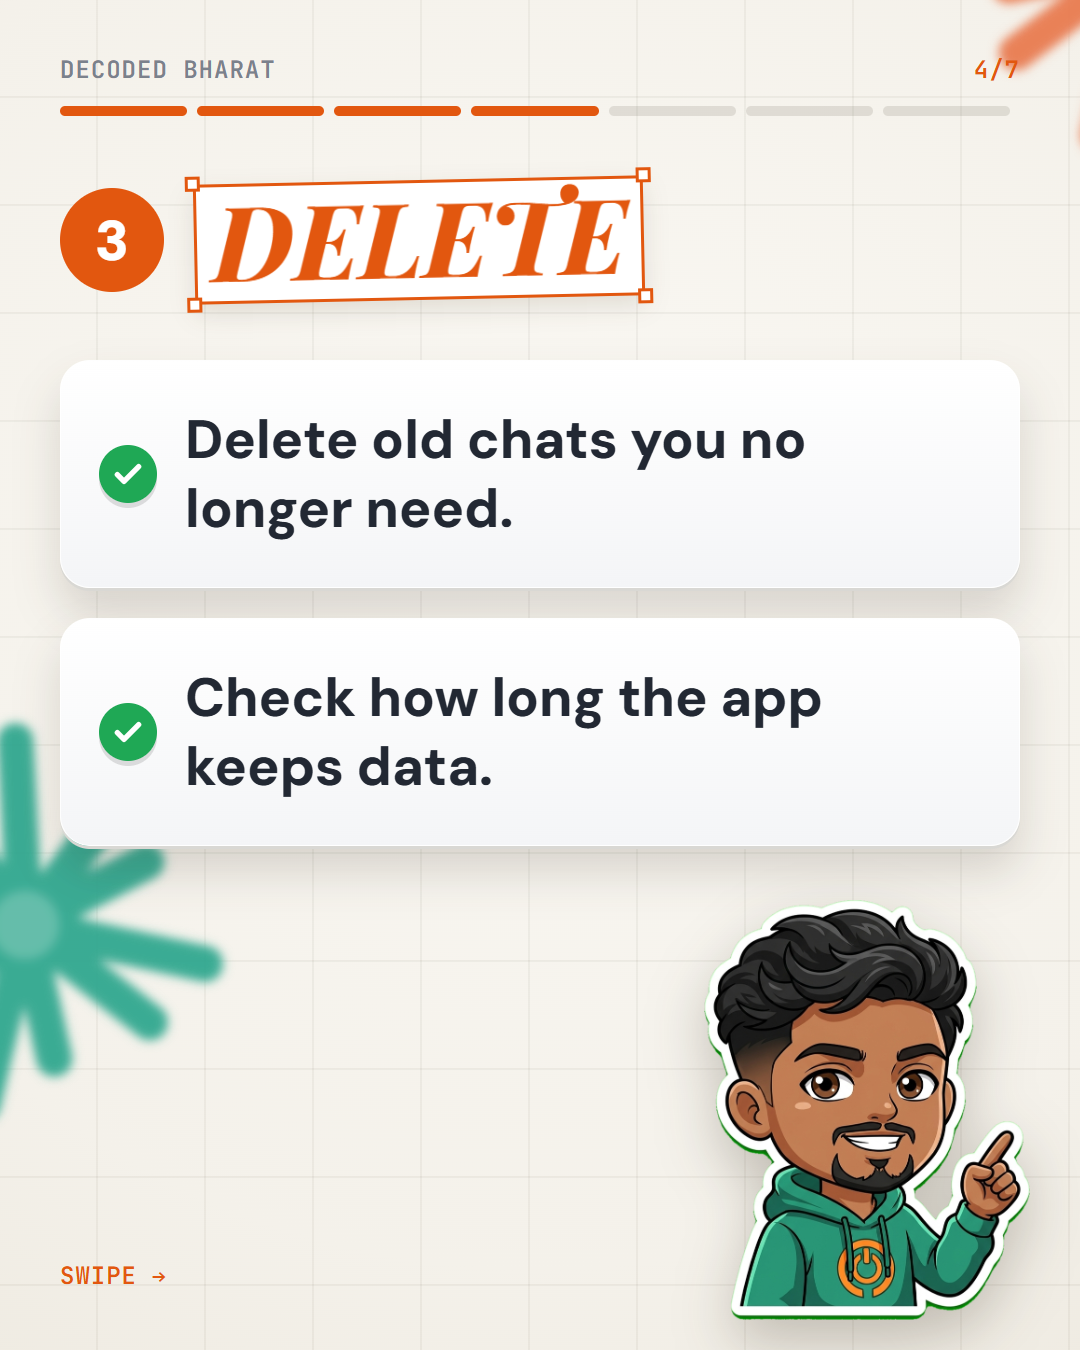 DECODED BHARAT
4/7
3
DELETE
Delete old chats you no
longer need.
Check how long the app
keeps data.
SWIPE →